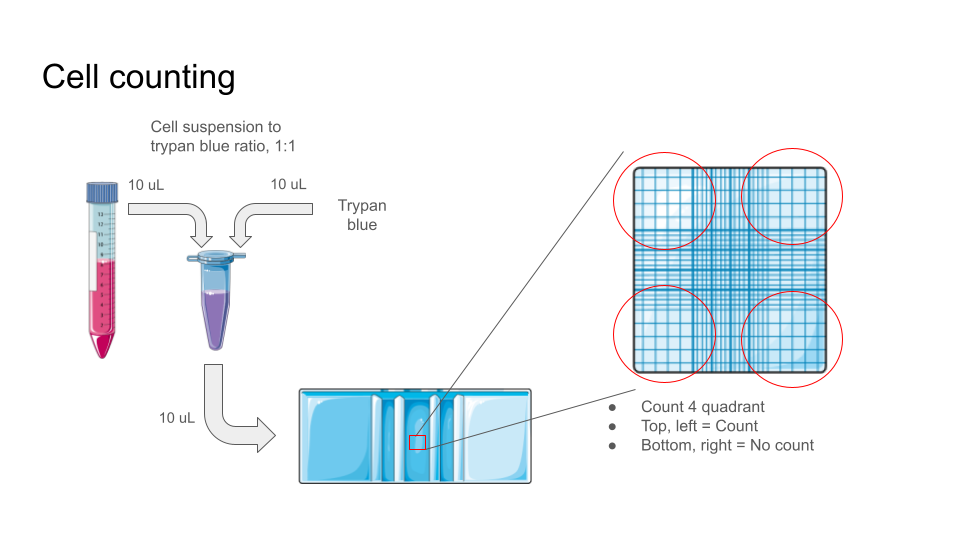 Cell counting
Cell suspension to
trypan blue ratio, 1:1
10 uL
10 uL
Trypan
blue
10 uL
● Count 4 quadrant
● Top, left = Count
● Bottom, right = No count